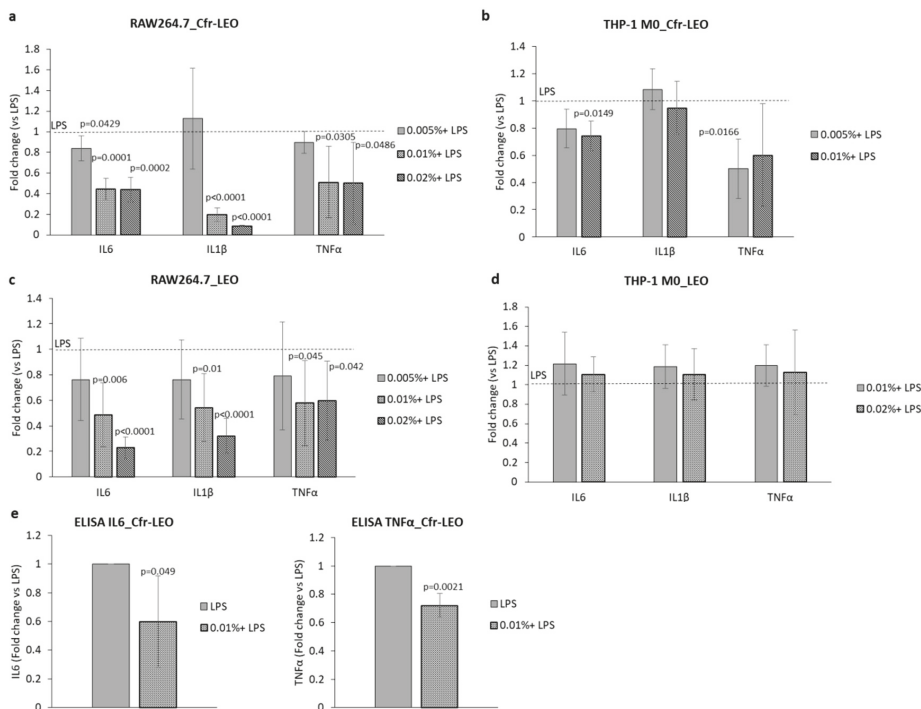 a
RAW264.7_Cfr-LEO
Fold change (vs LPS)
1.8
1.6
1.4
1.2
1
0.8
0.6
0.4
0.2
0
LPS
p=0.0429
p=0.0001
p=0.0002
p<0.0001
p<0.0001
p=0.0305
p=0.0486
IL6
IL1β
TNFα
0.005%+ LPS
0.01%+ LPS
0.02%+ LPS
b
THP-1 M0_Cfr-LEO
Fold change (vs LPS)
1.4
1.2
1
0.8
0.6
0.4
0.2
0
LPS
p=0.0149
p=0.0166
IL6
IL1β
TNFα
0.005%+ LPS
0.01%+ LPS
c
RAW264.7_LEO
Fold change (vs LPS)
1.4
1.2
1
0.8
0.6
0.4
0.2
0
LPS
p=0.006
p<0.0001
p=0.01
p<0.0001
p=0.045
p=0.042
IL6
IL1β
TNFα
0.005%+ LPS
0.01%+ LPS
0.02%+ LPS
d
THP-1 M0_LEO
Fold change (vs LPS)
1.8
1.6
1.4
1.2
1
0.8
0.6
0.4
0.2
0
LPS
IL6
IL1β
TNFα
0.01%+ LPS
0.02%+ LPS
e
ELISA IL6_Cfr-LEO
IL6 (Fold change vs LPS)
1.2
1
0.8
0.6
0.4
0.2
0
p=0.049
LPS
0.01%+ LPS
ELISA TNFα_Cfr-LEO
TNFα (Fold change vs LPS)
1.2
1
0.8
0.6
0.4
0.2
0
p=0.0021
LPS
0.01%+ LPS